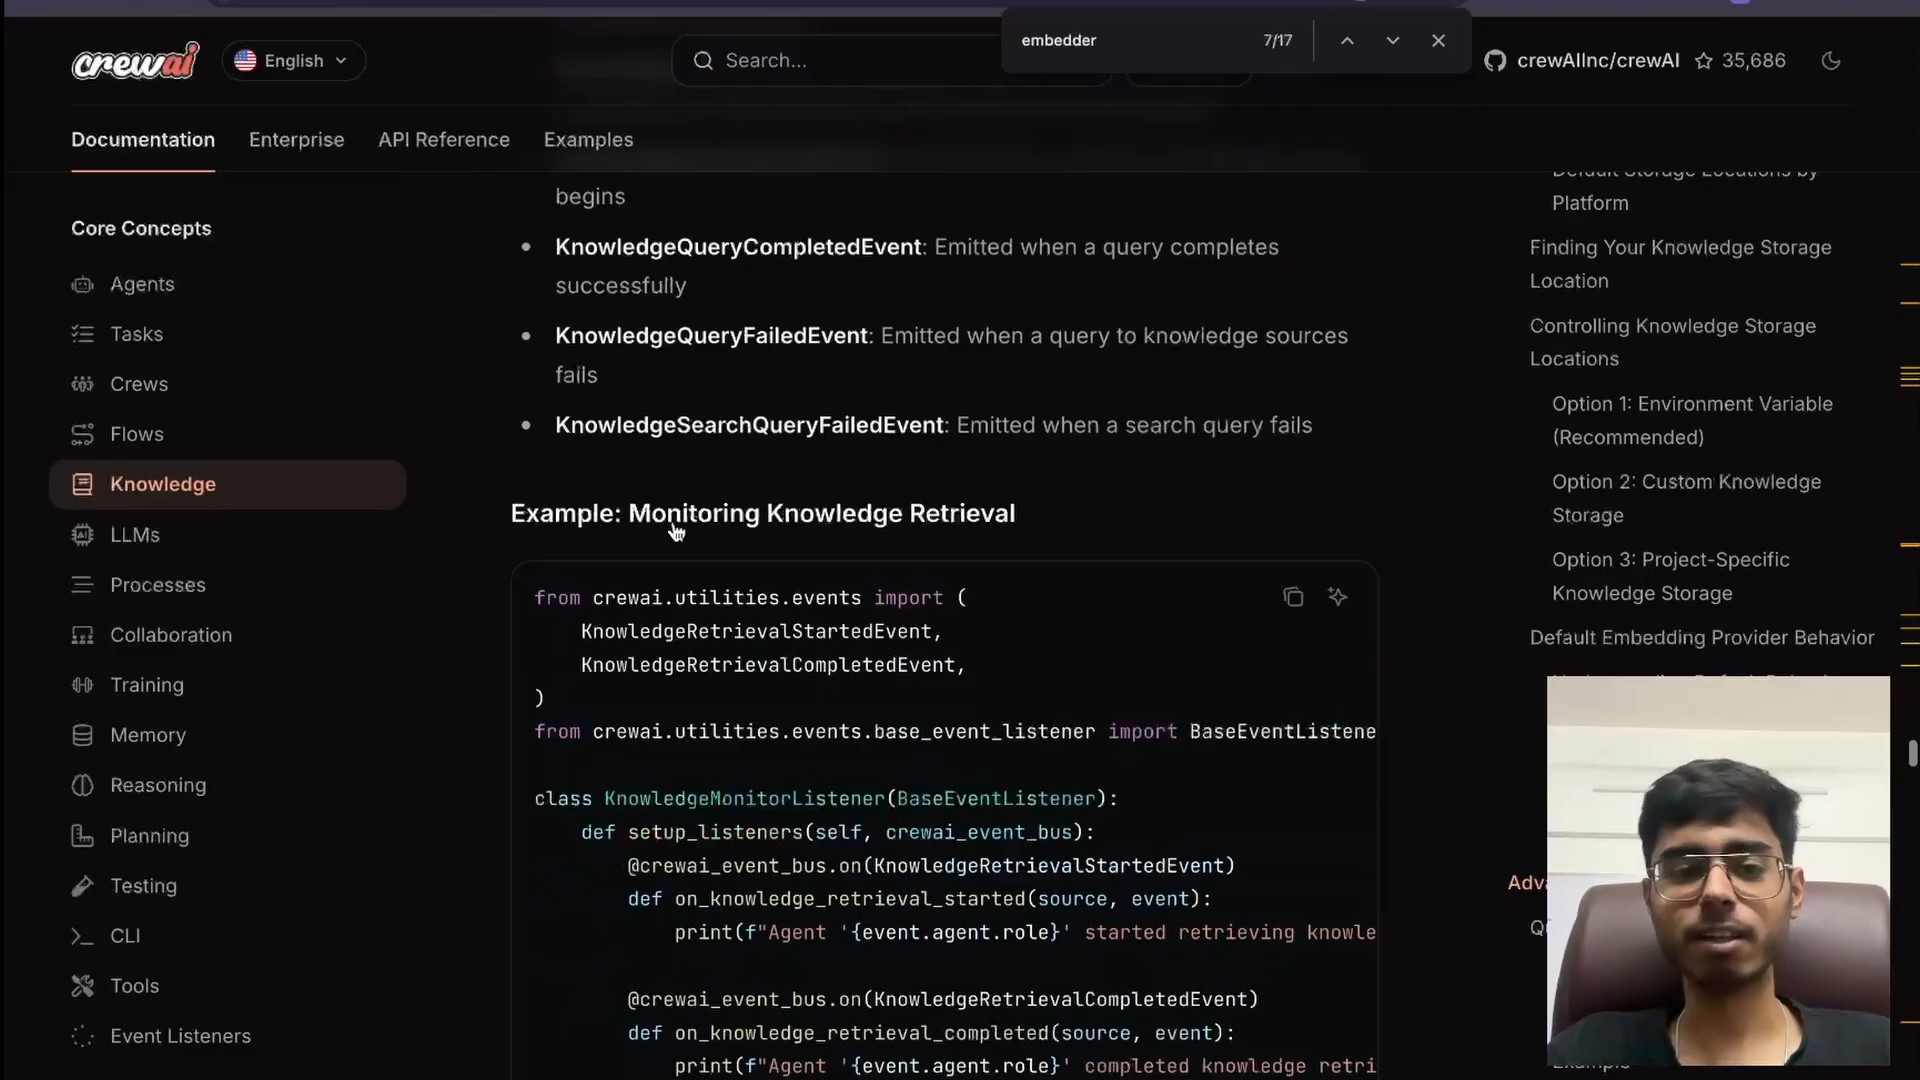 embedder
7/17
crewai
English
Search...
crewAIInc/crewAI
35,686
Documentation
Enterprise
API Reference
Examples
Core Concepts
Agents
Tasks
Crews
Flows
Knowledge
LLMs
Processes
Collaboration
Training
Memory
Reasoning
Planning
Testing
CLI
Tools
Event Listeners
begins
KnowledgeQueryCompletedEvent: Emitted when a query completes
successfully
KnowledgeQueryFailedEvent: Emitted when a query to knowledge sources
fails
KnowledgeSearchQueryFailedEvent: Emitted when a search query fails
Example: Monitoring Knowledge Retrieval
from crewai.utilities.events import (
KnowledgeRetrievalStartedEvent,
KnowledgeRetrievalCompletedEvent,
)
from crewai.utilities.events.base_event_listener import BaseEventListene
class KnowledgeMonitorListener(BaseEventListener):
def setup_listeners(self, crewai_event_bus):
@crewai_event_bus.on(KnowledgeRetrievalStartedEvent)
def on_knowledge_retrieval_started(source, event):
print(f"Agent '{event.agent.role}' started retrieving knowle
@crewai_event_bus.on(KnowledgeRetrievalCompletedEvent)
def on_knowledge_retrieval_completed(source, event):
print(f"Agent '{event.agent.role}' completed knowledge retri
Default Storage Locations by
Platform
Finding Your Knowledge Storage
Location
Controlling Knowledge Storage
Locations
Option 1: Environment Variable
(Recommended)
Option 2: Custom Knowledge
Storage
Option 3: Project-Specific
Knowledge Storage
Default Embedding Provider Behavior
Adva